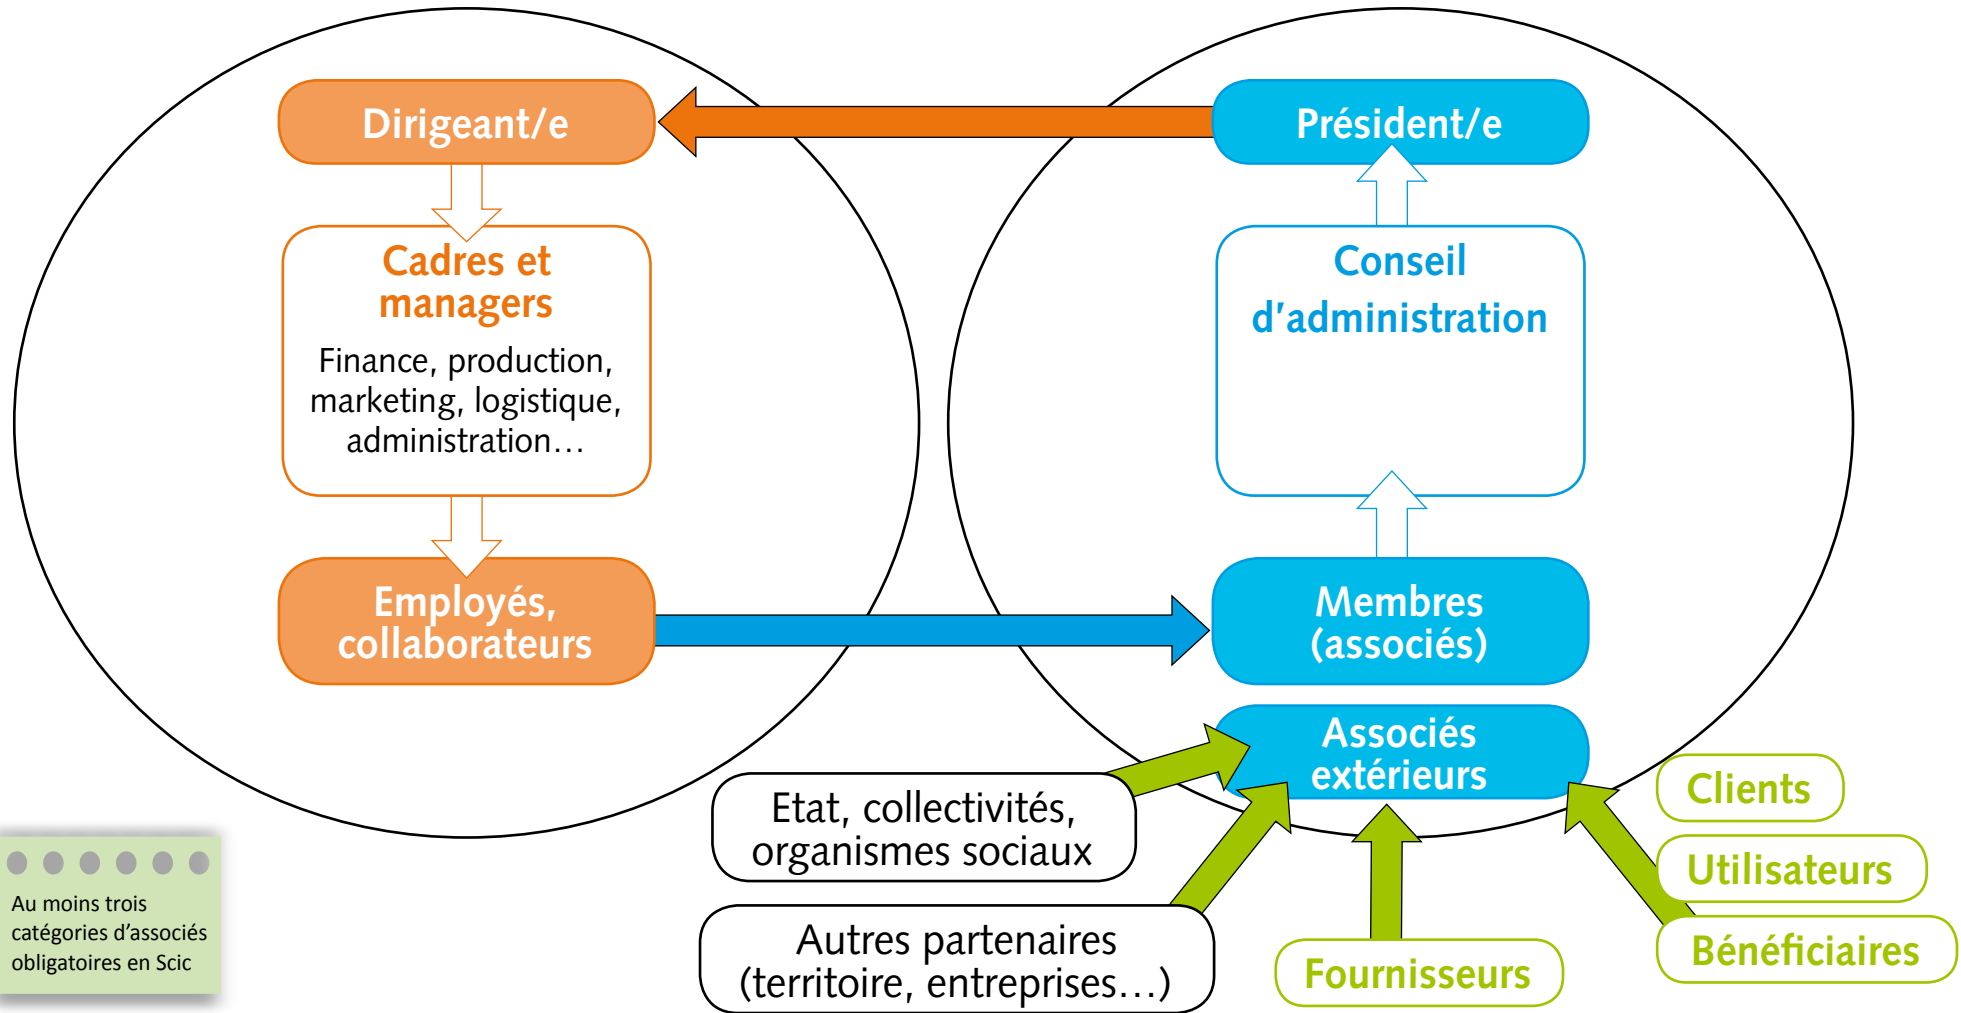 Dirigeant/e
Président/e
Cadres et
managers
Finance, production,
marketing, logistique,
administration…
Conseil
d’administration
Employés,
collaborateurs
Membres
(associés)
Associés
extérieurs
Etat, collectivités,
organismes sociaux
Autres partenaires
(territoire, entreprises…)
Fournisseurs
Clients
Utilisateurs
Bénéficiaires
Au moins trois
catégories d’associés
obligatoires en Scic